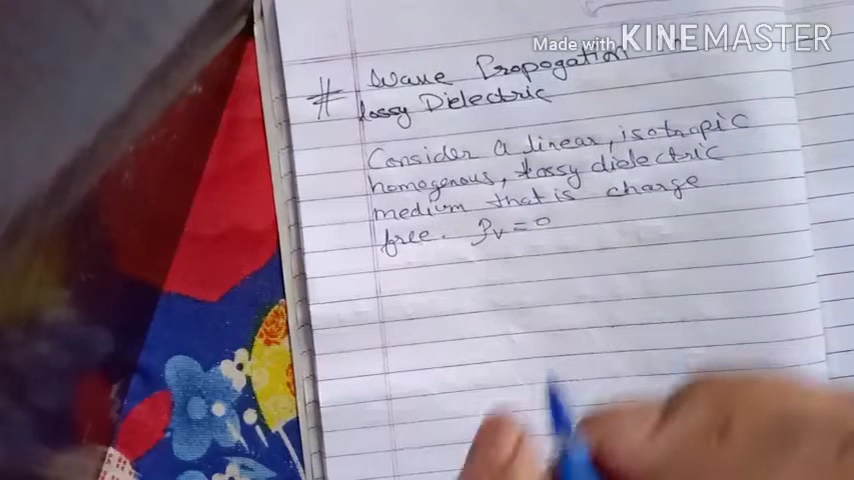 Made with KINEMASTER
# Wave Propogation
lossy Dielectric
Consider a linear, isotropic
homogenous, lossy dielectric
medium that is charge
free. ρv = 0